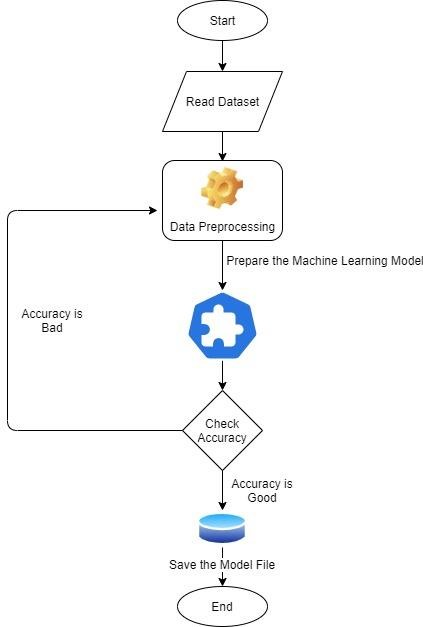 Start
Read Dataset
Data Preprocessing
Prepare the Machine Learning Model
Accuracy is
Bad
Check
Accuracy
Accuracy is
Good
Save the Model File
End